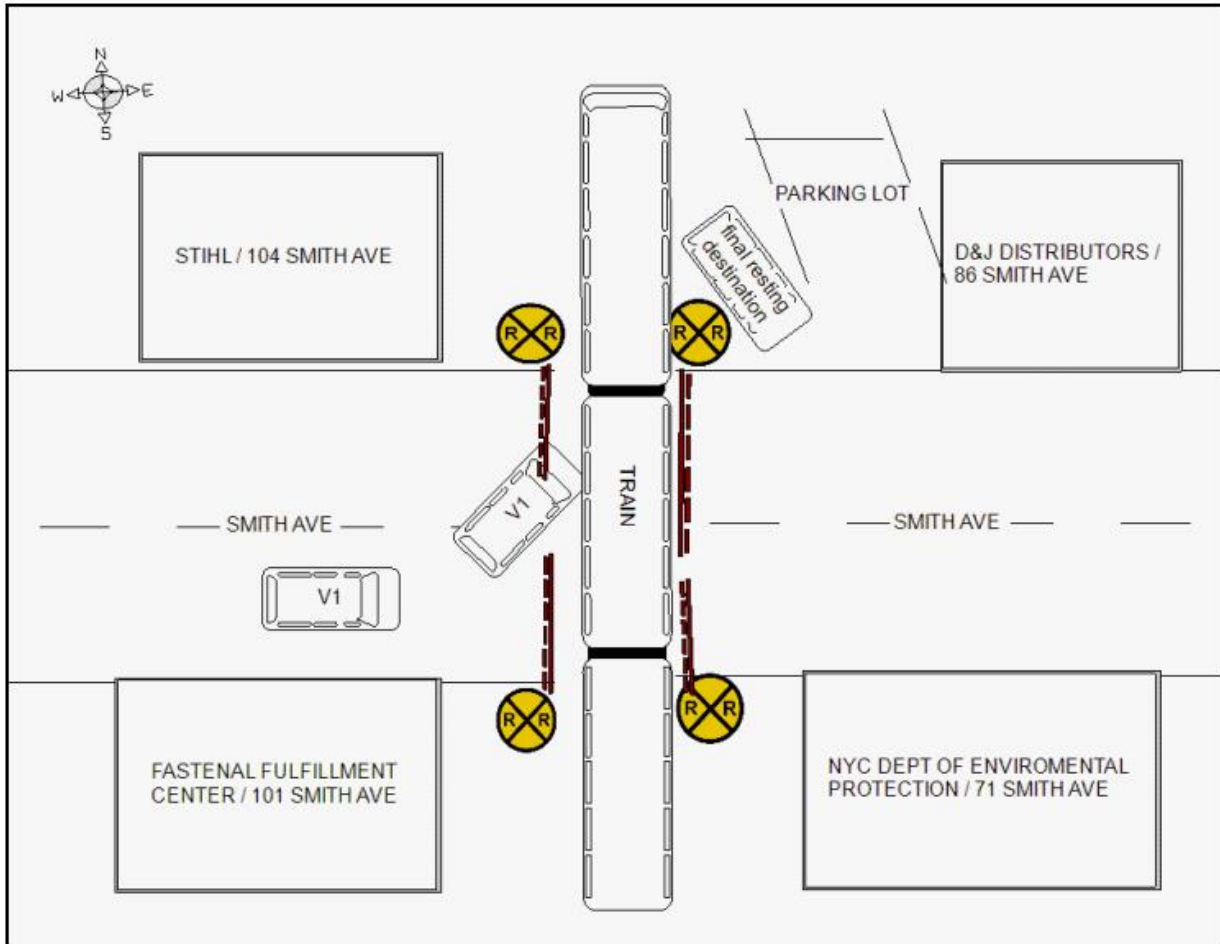 N
W E
S
PARKING LOT
STIHL / 104 SMITH AVE
D&J DISTRIBUTORS /
86 SMITH AVE
final resting
destination
R R
R R
TRAIN
V1
SMITH AVE
SMITH AVE
V1
R R
R R
FASTENAL FULFILLMENT
CENTER / 101 SMITH AVE
NYC DEPT OF ENVIROMENTAL
PROTECTION / 71 SMITH AVE